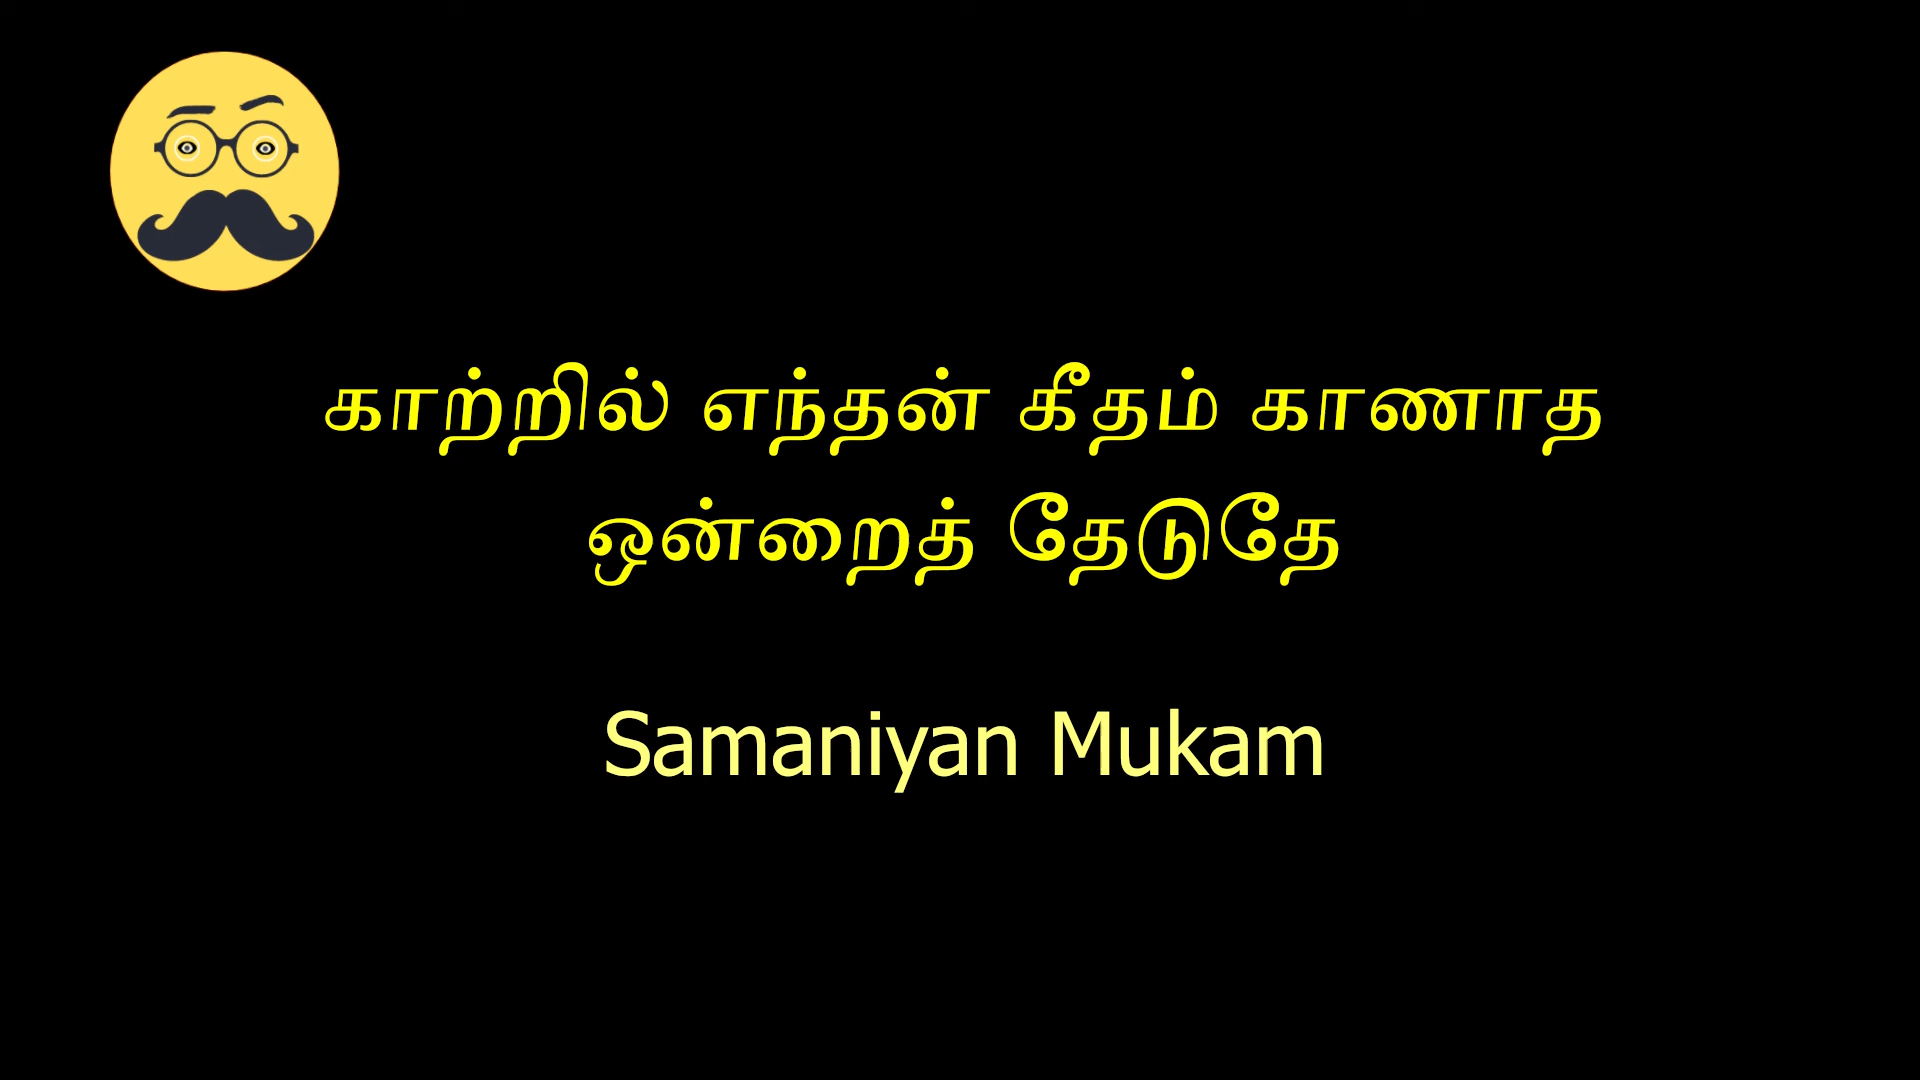 காற்றில் எந்தன் கீதம் காணாத
ஒன்றைத் தேடுதே
Samaniyan Mukam